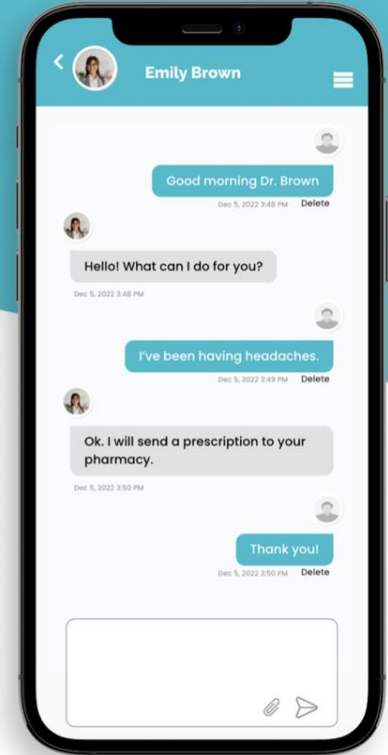 Emily Brown
Good morning Dr. Brown
Dec 5, 2022 3:48 PM Delete
Hello! What can I do for you?
Dec 5, 2022 3:48 PM
I've been having headaches.
Dec 5, 2022 3:49 PM Delete
Ok. I will send a prescription to your
pharmacy.
Dec 5, 2022 3:50 PM
Thank you!
Dec 5, 2022 3:50 PM Delete